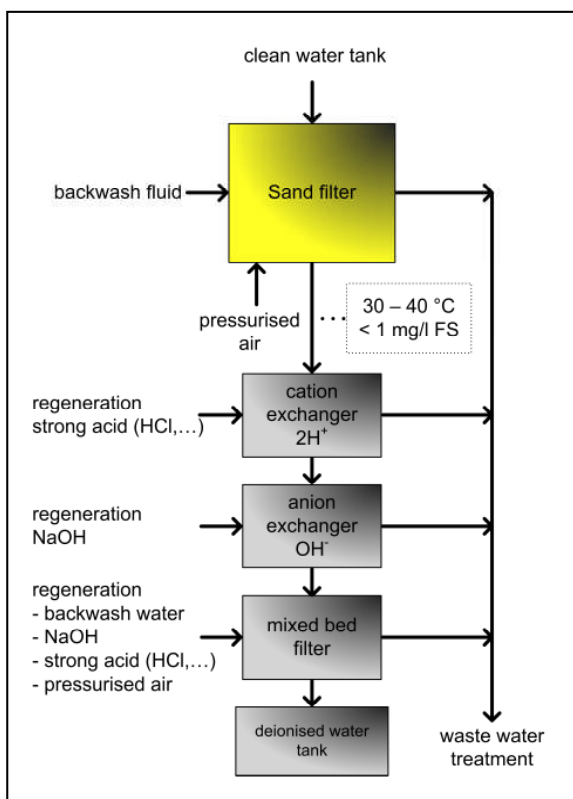 clean water tank
backwash fluid
Sand filter
pressurised
air
30 – 40 °C
< 1 mg/l FS
regeneration
strong acid (HCl,...)
cation
exchanger
2H⁺
regeneration
NaOH
anion
exchanger
OH⁻
regeneration
- backwash water
- NaOH
- strong acid (HCl,...)
- pressurised air
mixed bed
filter
deionised water
tank
waste water
treatment